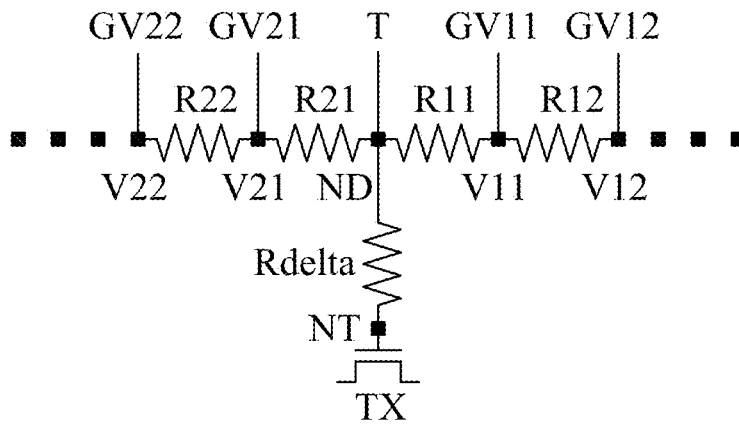 GV22 GV21 T GV11 GV12
R22 R21 R11 R12
V22 V21 ND V11 V12
Rdelta
NT
TX